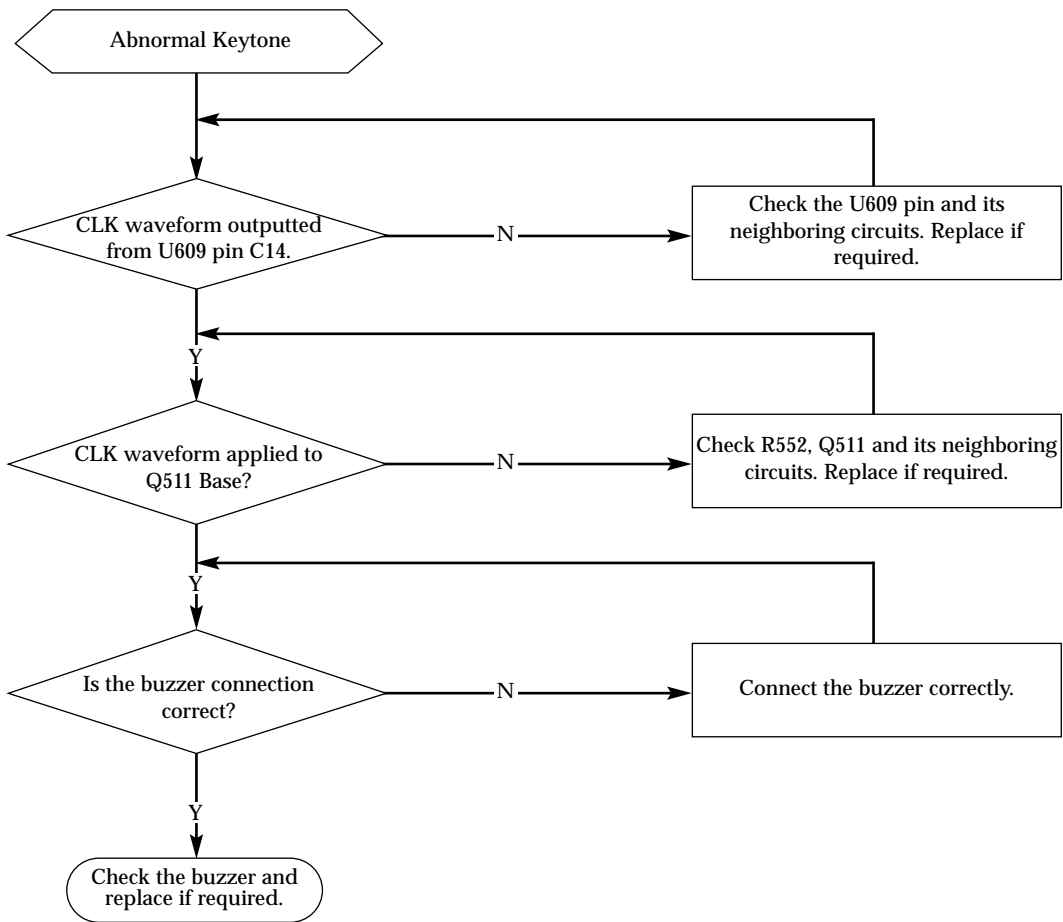 Abnormal Keytone
CLK waveform outputted
from U609 pin C14.
N
Check the U609 pin and its
neighboring circuits. Replace if
required.
Y
CLK waveform applied to
Q511 Base?
N
Check R552, Q511 and its neighboring
circuits. Replace if required.
Y
Is the buzzer connection
correct?
N
Connect the buzzer correctly.
Y
Check the buzzer and
replace if required.